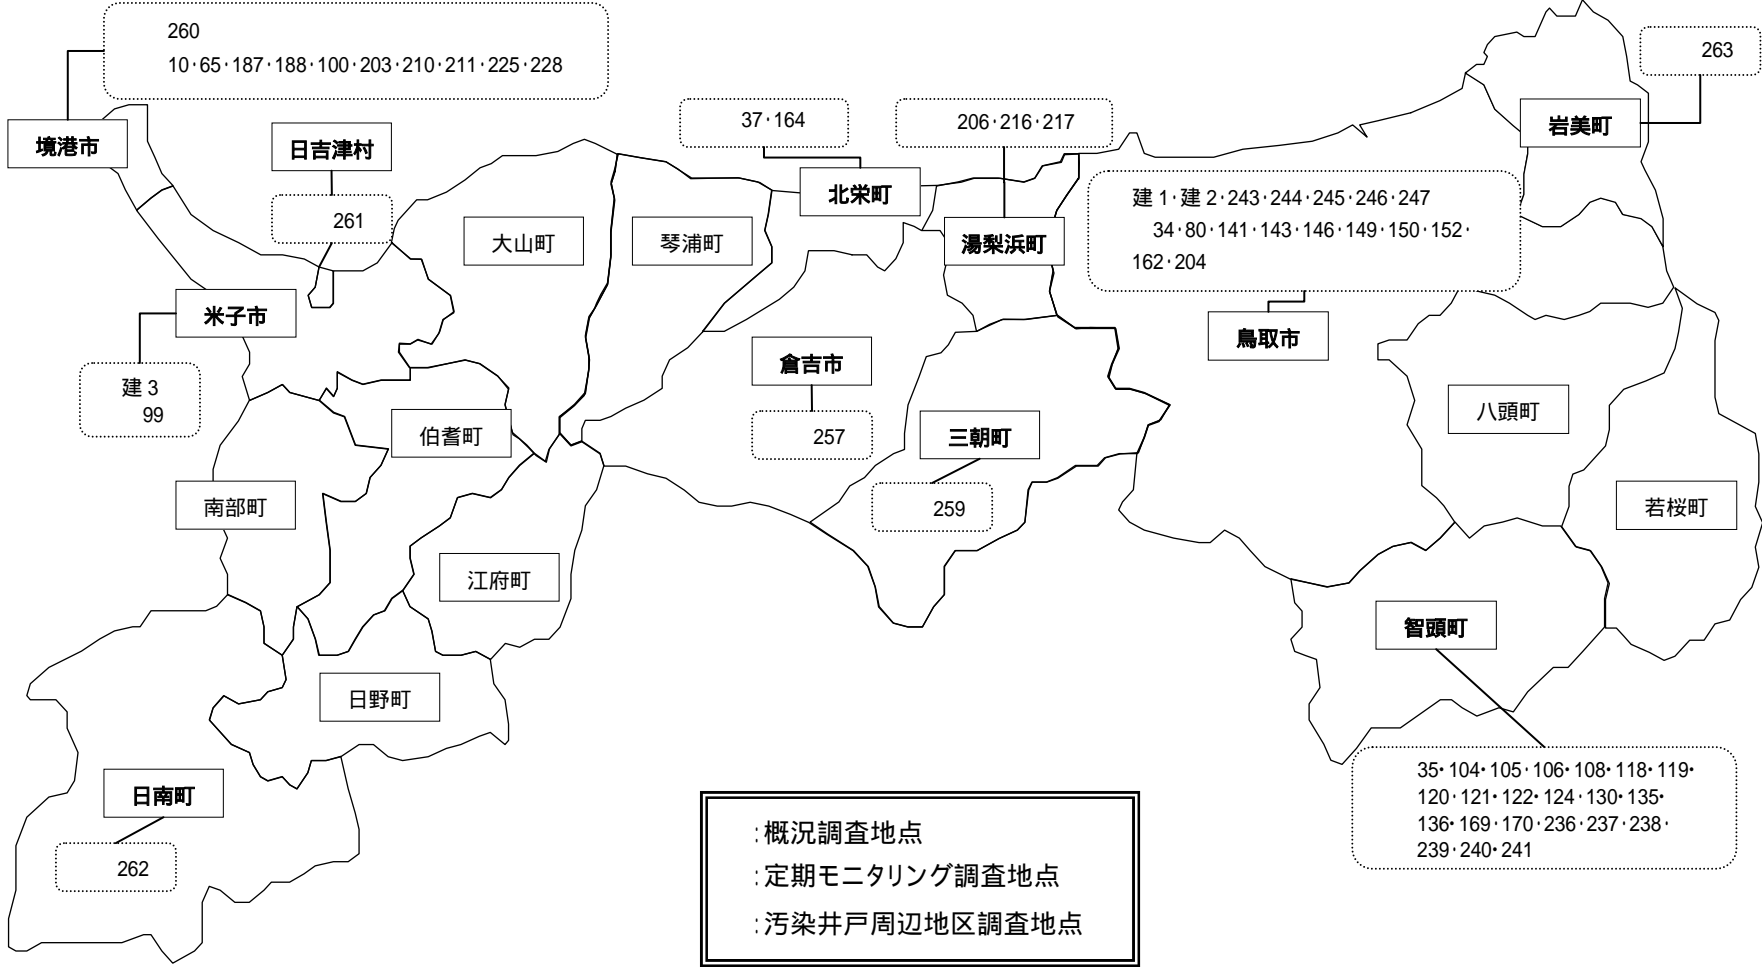 260
10・65・187・188・100・203・210・211・225・228
263
37・164
206・216・217
岩美町
境港市
日吉津村
北栄町
建1・建2・243・244・245・246・247
34・80・141・143・146・149・150・152・
162・204
261
大山町
琴浦町
湯梨浜町
米子市
鳥取市
倉吉市
建3
99
伯耆町
257
三朝町
八頭町
南部町
259
若桜町
江府町
智頭町
日野町
日南町
262
35・104・105・106・108・118・119・
120・121・122・124・130・135・
136・169・170・236・237・238・
239・240・241
:概況調査地点
:定期モニタリング調査地点
:汚染井戸周辺地区調査地点